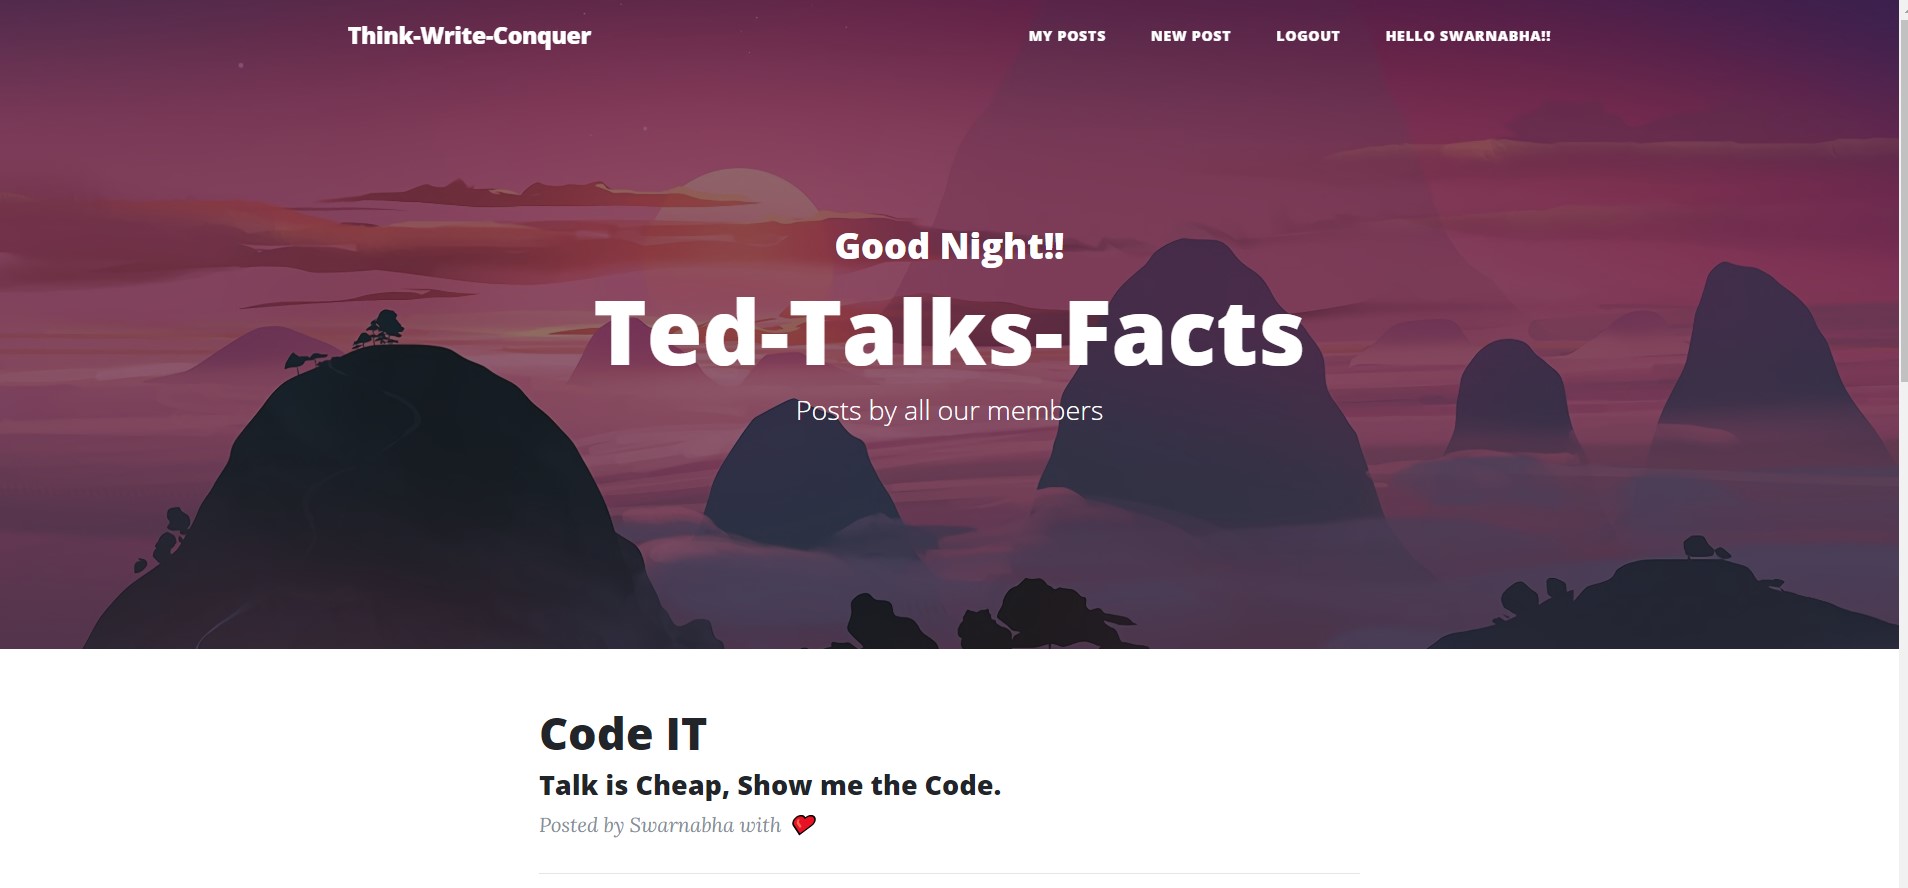 Think-Write-Conquer
MY POSTS NEW POST LOGOUT HELLO SWARNABHA!!
Good Night!!
Ted-Talks-Facts
Posts by all our members
Code IT
Talk is Cheap, Show me the Code.
Posted by Swarnabha with